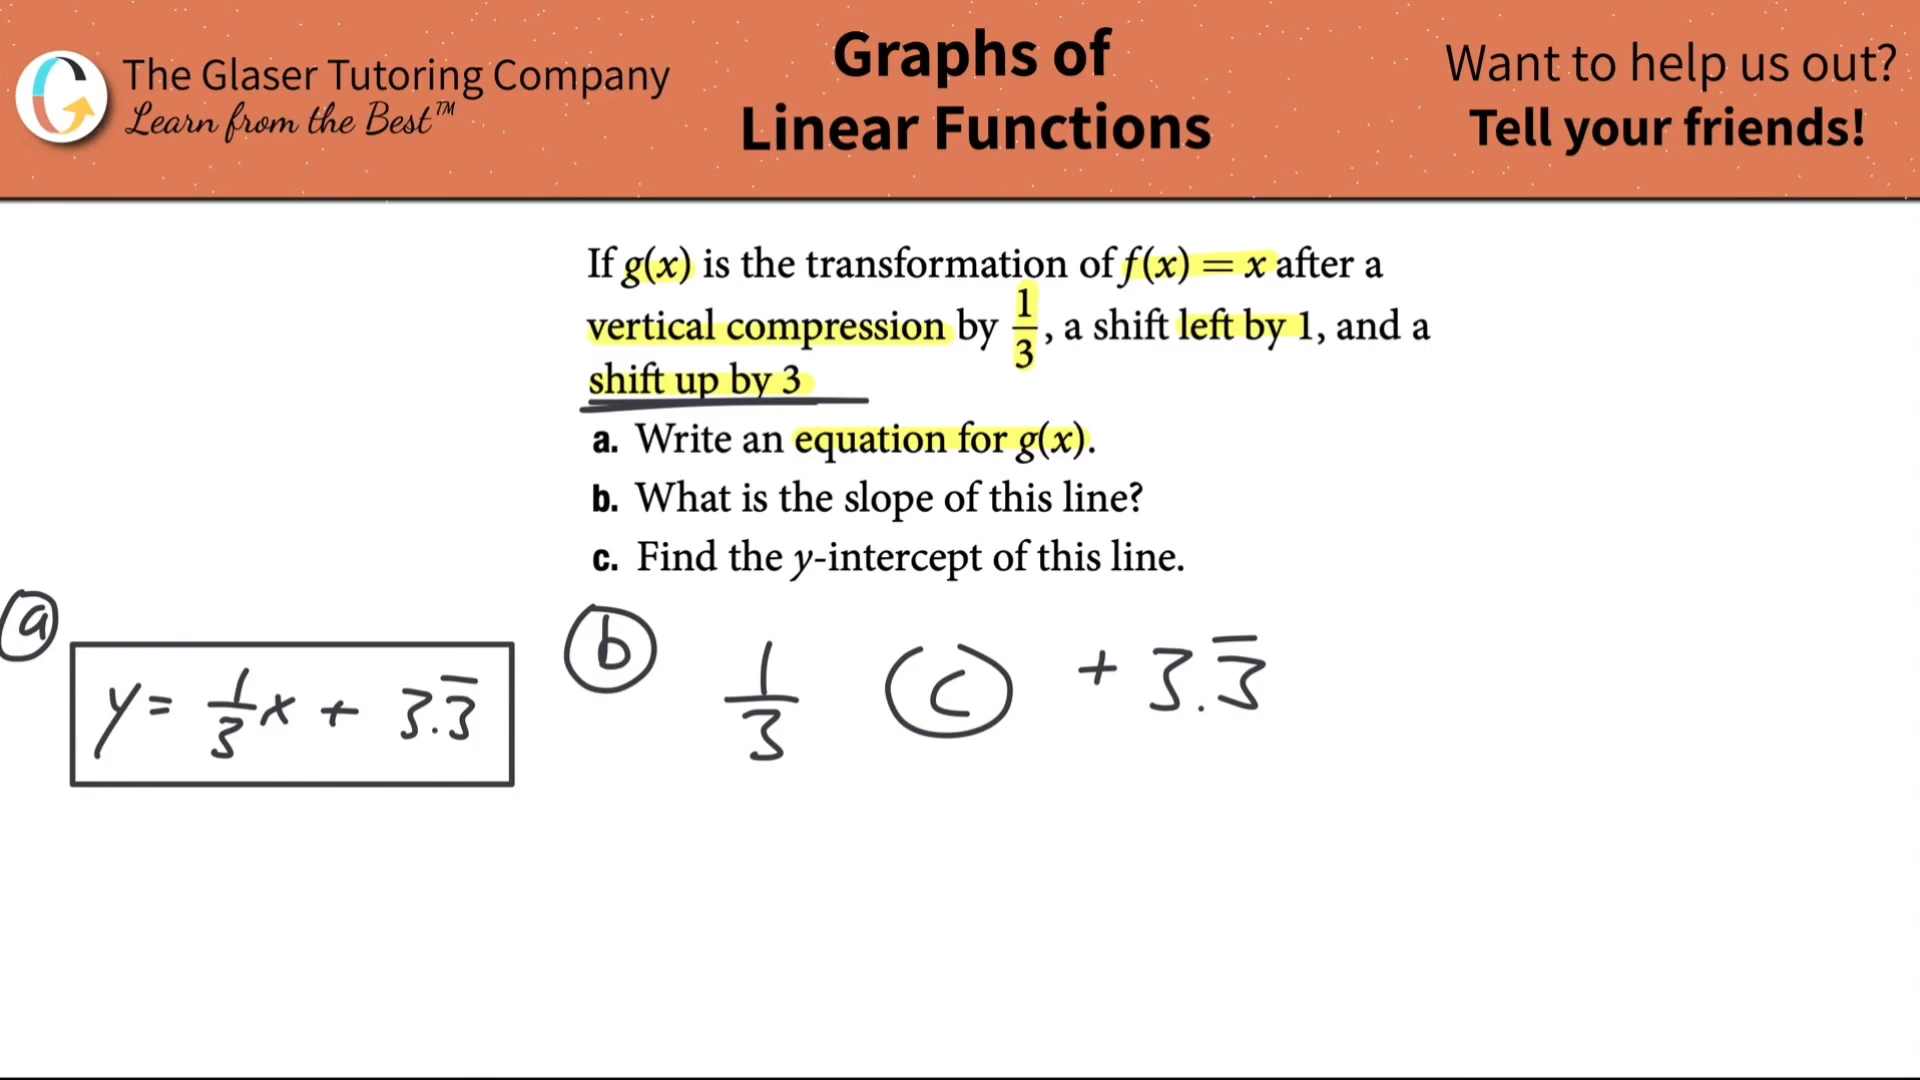 The Glaser Tutoring Company
Learn from the Best™
Graphs of
Linear Functions
Want to help us out?
Tell your friends!
If g(x) is the transformation of f(x) = x after a
vertical compression by 1/3, a shift left by 1, and a
shift up by 3
a. Write an equation for g(x).
b. What is the slope of this line?
c. Find the y-intercept of this line.
a
y = 1/3 x + 3.3̅
b 1/3
c + 3.3̅